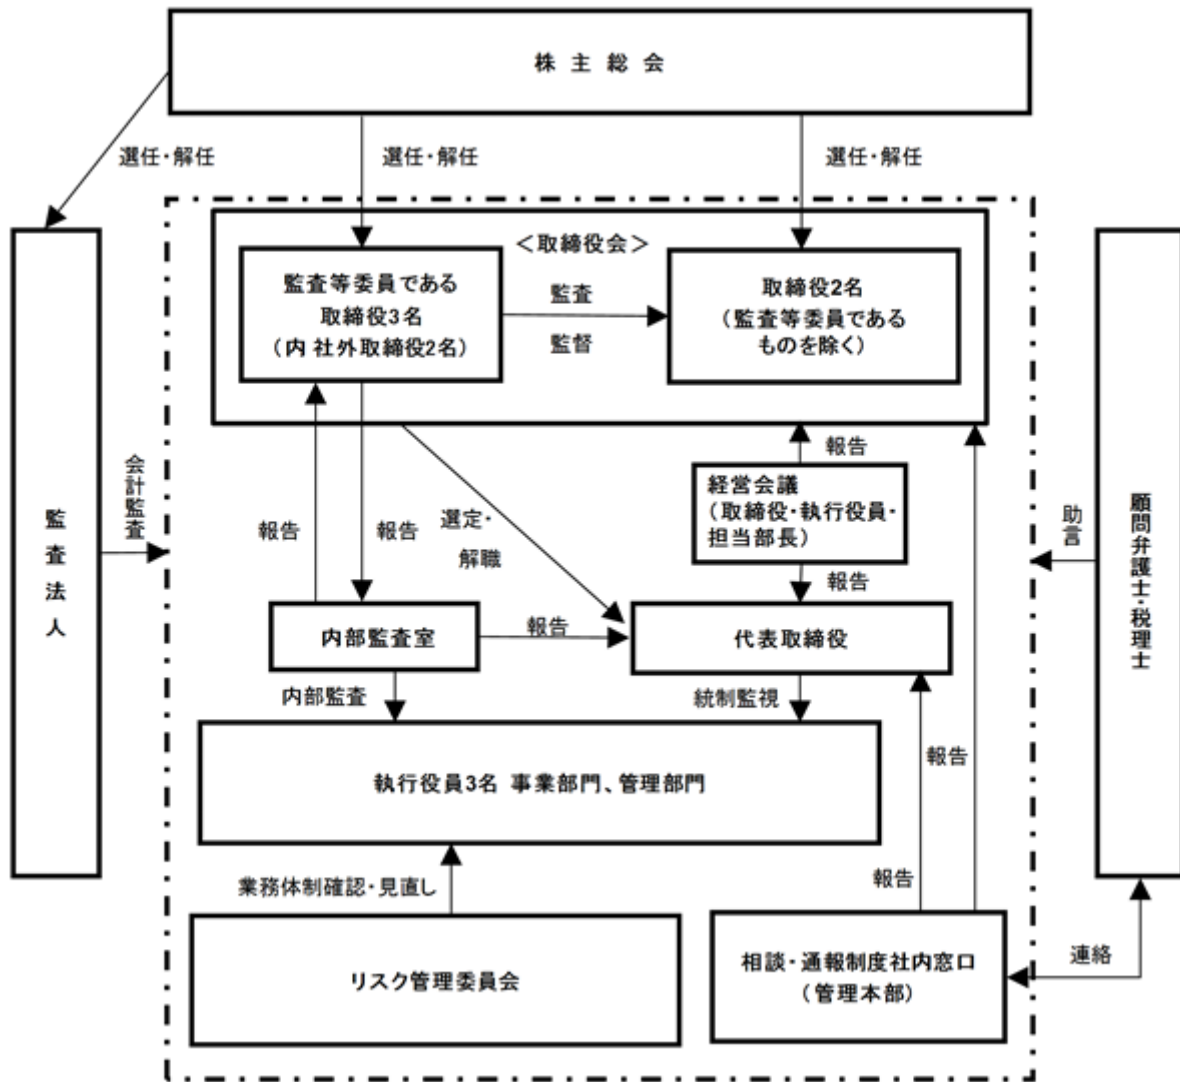 株主総会
選任・解任
選任・解任
選任・解任
<取締役会>
監査等委員である
取締役3名
(内 社外取締役2名)
監査
監督
取締役2名
(監査等委員である
ものを除く)
監査法人
会計監査
報告
報告
選定・
解職
報告
経営会議
(取締役・執行役員・
担当部長)
報告
助言
顧問弁護士・税理士
内部監査室
報告
代表取締役
内部監査
統制監視
執行役員3名 事業部門、管理部門
報告
業務体制確認・見直し
報告
リスク管理委員会
相談・通報制度社内窓口
(管理本部)
連絡